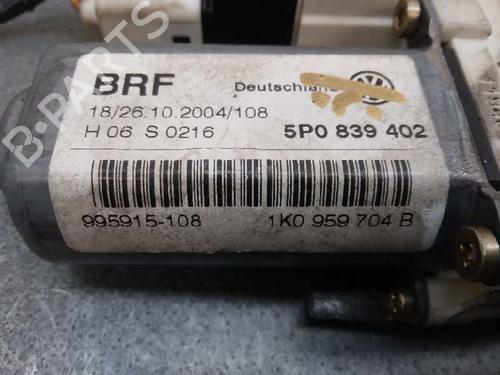 BRF Deutschland
18/26.10.2004/108
H 06 S 0216 5P0 839 402
995915-108 1K0 959 704 B
B-PARTS